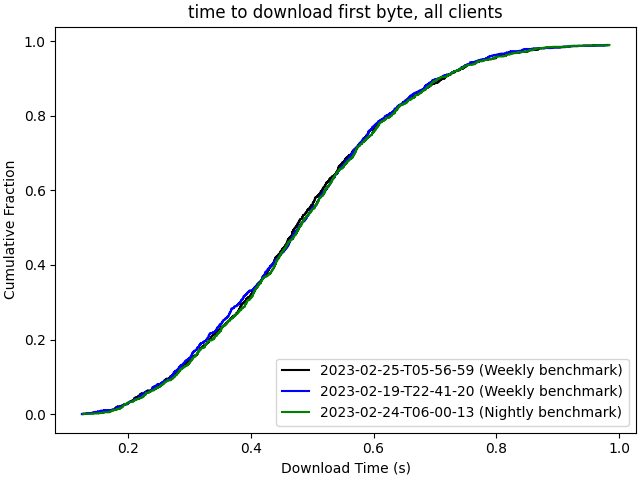 time to download first byte, all clients
1.0
0.8
0.6
0.4
0.2
0.0
Cumulative Fraction
2023-02-25-T05-56-59 (Weekly benchmark)
2023-02-19-T22-41-20 (Weekly benchmark)
2023-02-24-T06-00-13 (Nightly benchmark)
0.2 0.4 0.6 0.8 1.0
Download Time (s)